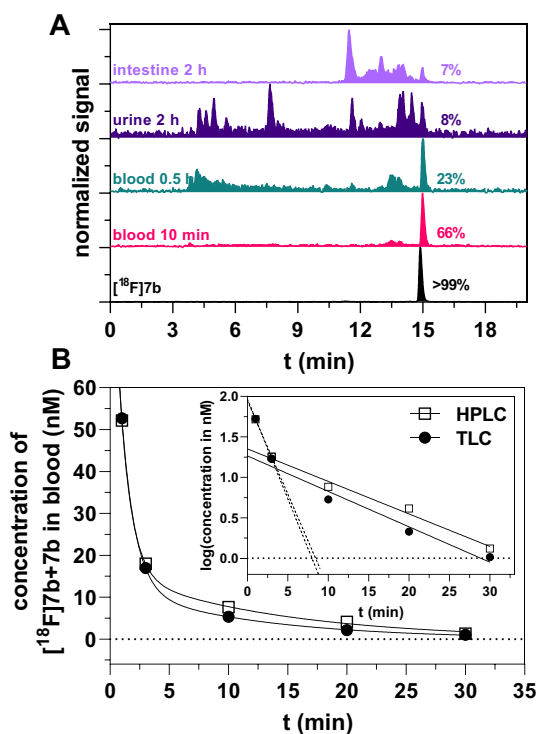 A
normalized signal
intestine 2 h
7%
urine 2 h
8%
blood 0.5 h
23%
blood 10 min
66%
[¹⁸F]7b
>99%
0 3 6 9 12 15 18
t (min)
B
concentration of
[¹⁸F]7b+7b in blood (nM)
60
50
40
30
20
10
0
0 5 10 15 20 25 30 35
t (min)
log(concentration in nM)
2.0
1.5
1.0
0.5
0.0
0 5 10 15 20 25 30
t (min)
HPLC
TLC